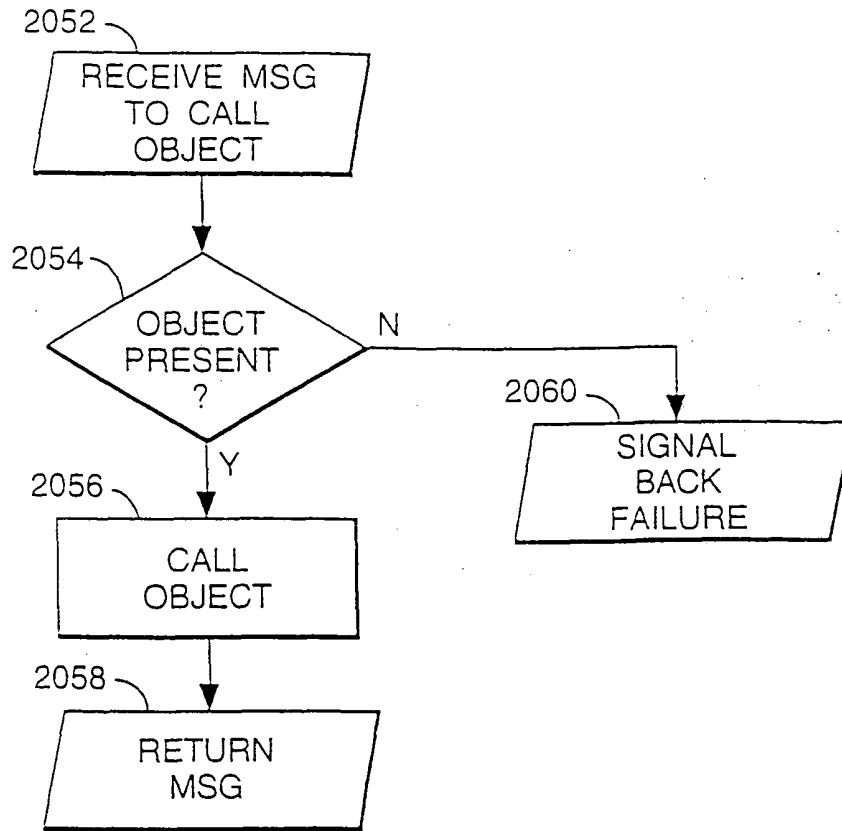 2052
RECEIVE MSG
TO CALL
OBJECT
2054
OBJECT
PRESENT
?
N
Y
2060
SIGNAL
BACK
FAILURE
2056
CALL
OBJECT
2058
RETURN
MSG